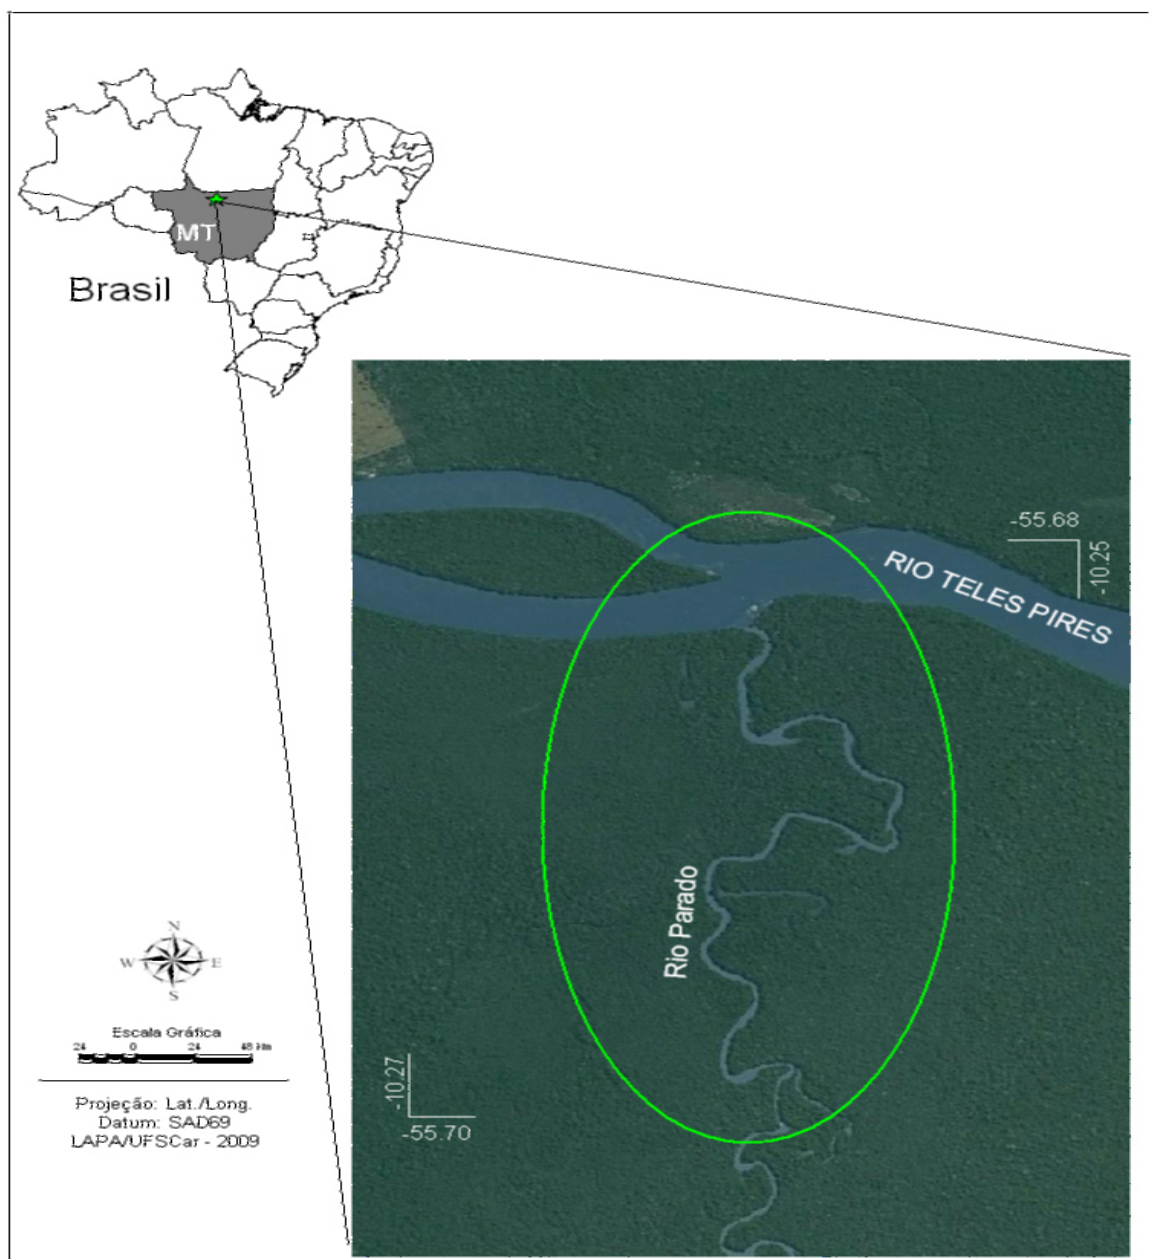 MT
Brasil
-55.68
-10.25
RIO TELES PIRES
Rio Parado
N
W E
S
Escala Gráfica
24 0 24 48 Km
-10.27
-55.70
Projeção: Lat./Long.
Datum: SAD69
LAPA/UFSCar - 2009